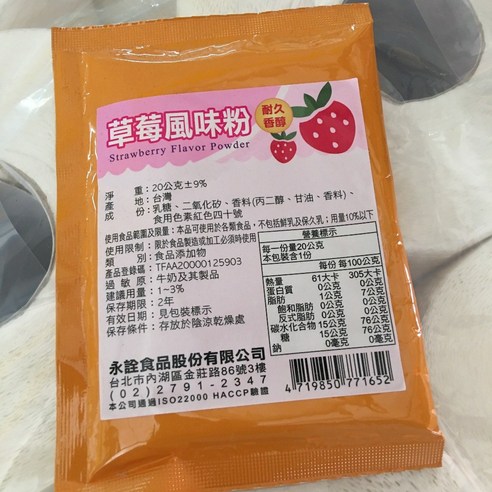 草莓風味粉
耐久
香醇
Strawberry Flavor Powder
淨重:20公克±9%
產地:台灣
成份:乳糖、二氧化矽、香料(丙二醇、甘油、香料)、
食用色素紅色四十號
使用食品範圍及限量:本品可使用於各類食品,不包括鮮乳及保久乳;用量10%以下
使用限制:限於食品製造或加工必須時使用
類別:食品添加物
產品登錄碼:TFAA20000125903
過敏原:牛奶及其製品
建議用量:1~3%
保存期限:2年
有效日期:見包裝標示
保存條件:存放於陰涼乾燥處
營養標示
每一份量20公克
本包裝含1份
每份 每100公克
熱量 61大卡 305大卡
蛋白質 0公克 1公克
脂肪 1公克 7公克
飽和脂肪 0公克 0公克
反式脂肪 0公克 0公克
碳水化合物 15公克 76公克
糖 15公克 76公克
鈉 0毫克 0毫克
永詮食品股份有限公司
台北市內湖區金莊路86號3樓
(02)2791-2347
本公司通過ISO22000 HACCP驗證
4719850771652